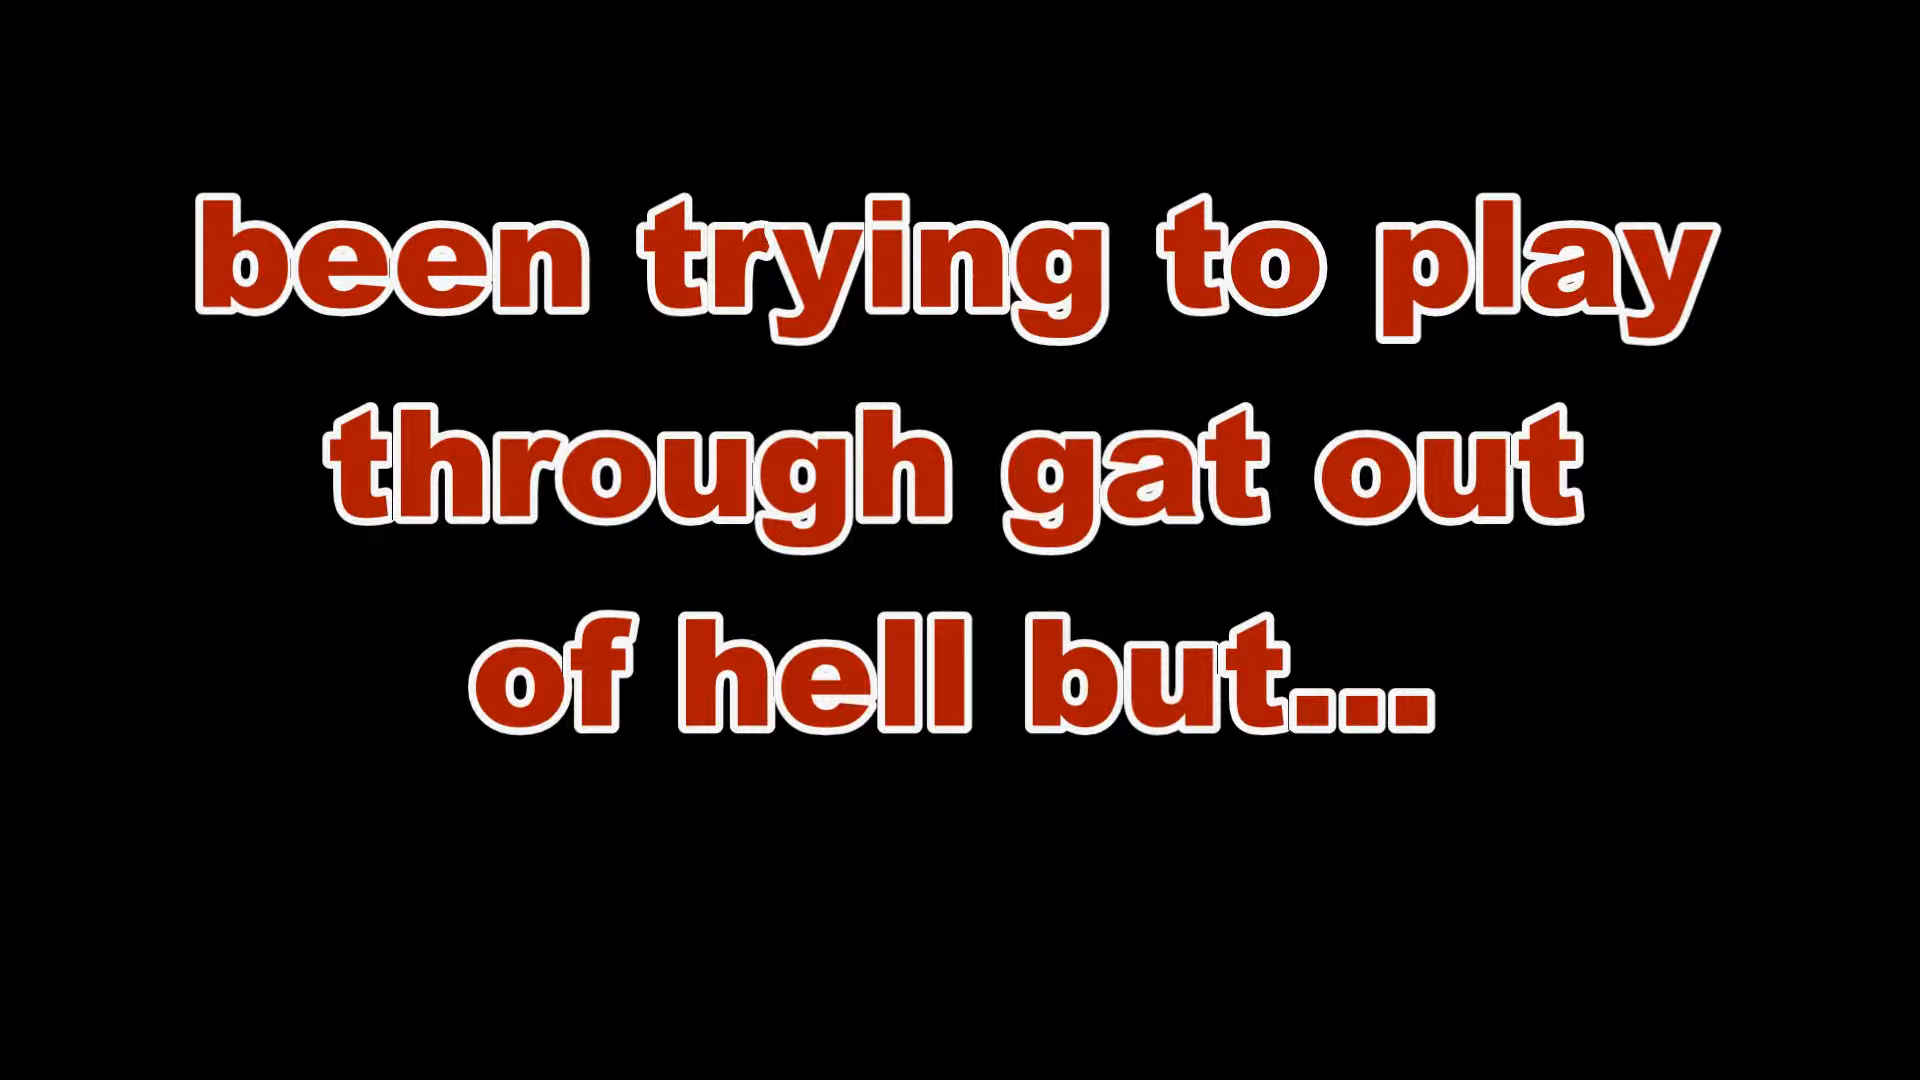 been trying to play
through gat out
of hell but...